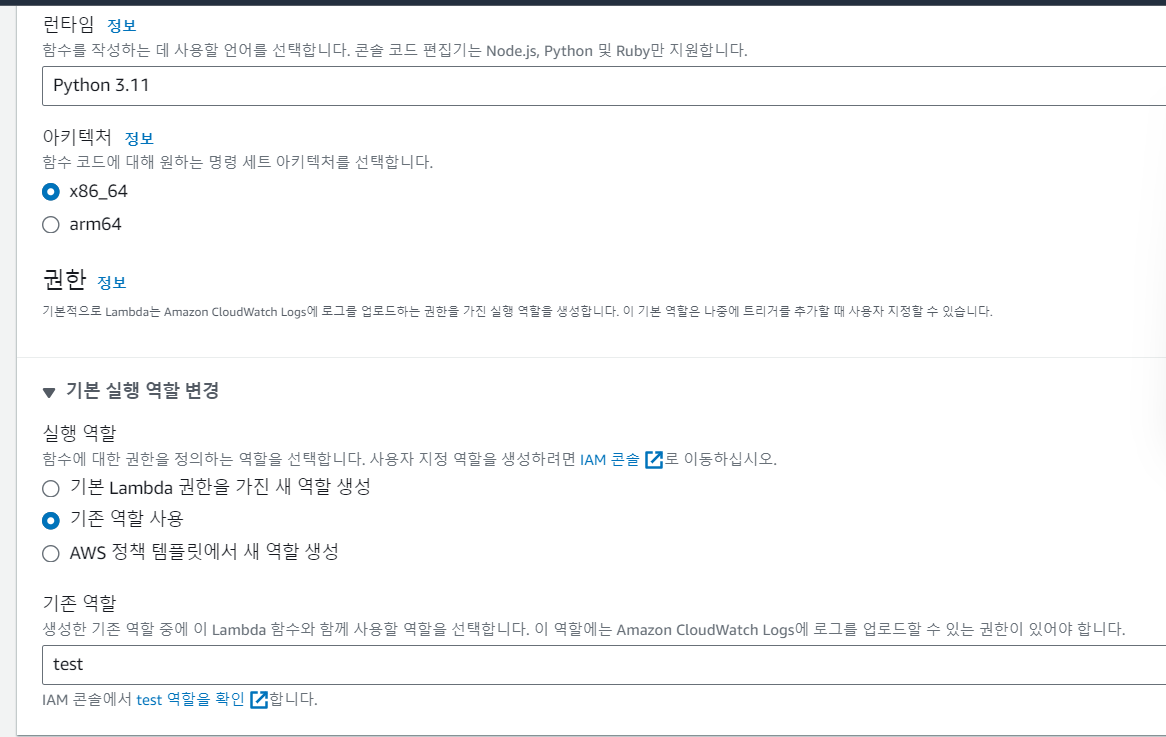 런타임 정보
함수를 작성하는 데 사용할 언어를 선택합니다. 콘솔 코드 편집기는 Node.js, Python 및 Ruby만 지원합니다.
Python 3.11
아키텍처 정보
함수 코드에 대해 원하는 명령 세트 아키텍처를 선택합니다.
x86_64
arm64
권한 정보
기본적으로 Lambda는 Amazon CloudWatch Logs에 로그를 업로드하는 권한을 가진 실행 역할을 생성합니다. 이 기본 역할은 나중에 트리거를 추가할 때 사용자 지정할 수 있습니다.
기본 실행 역할 변경
실행 역할
함수에 대한 권한을 정의하는 역할을 선택합니다. 사용자 지정 역할을 생성하려면 IAM 콘솔로 이동하십시오.
기본 Lambda 권한을 가진 새 역할 생성
기존 역할 사용
AWS 정책 템플릿에서 새 역할 생성
기존 역할
생성한 기존 역할 중에 이 Lambda 함수와 함께 사용할 역할을 선택합니다. 이 역할에는 Amazon CloudWatch Logs에 로그를 업로드할 수 있는 권한이 있어야 합니다.
test
IAM 콘솔에서 test 역할을 확인합니다.